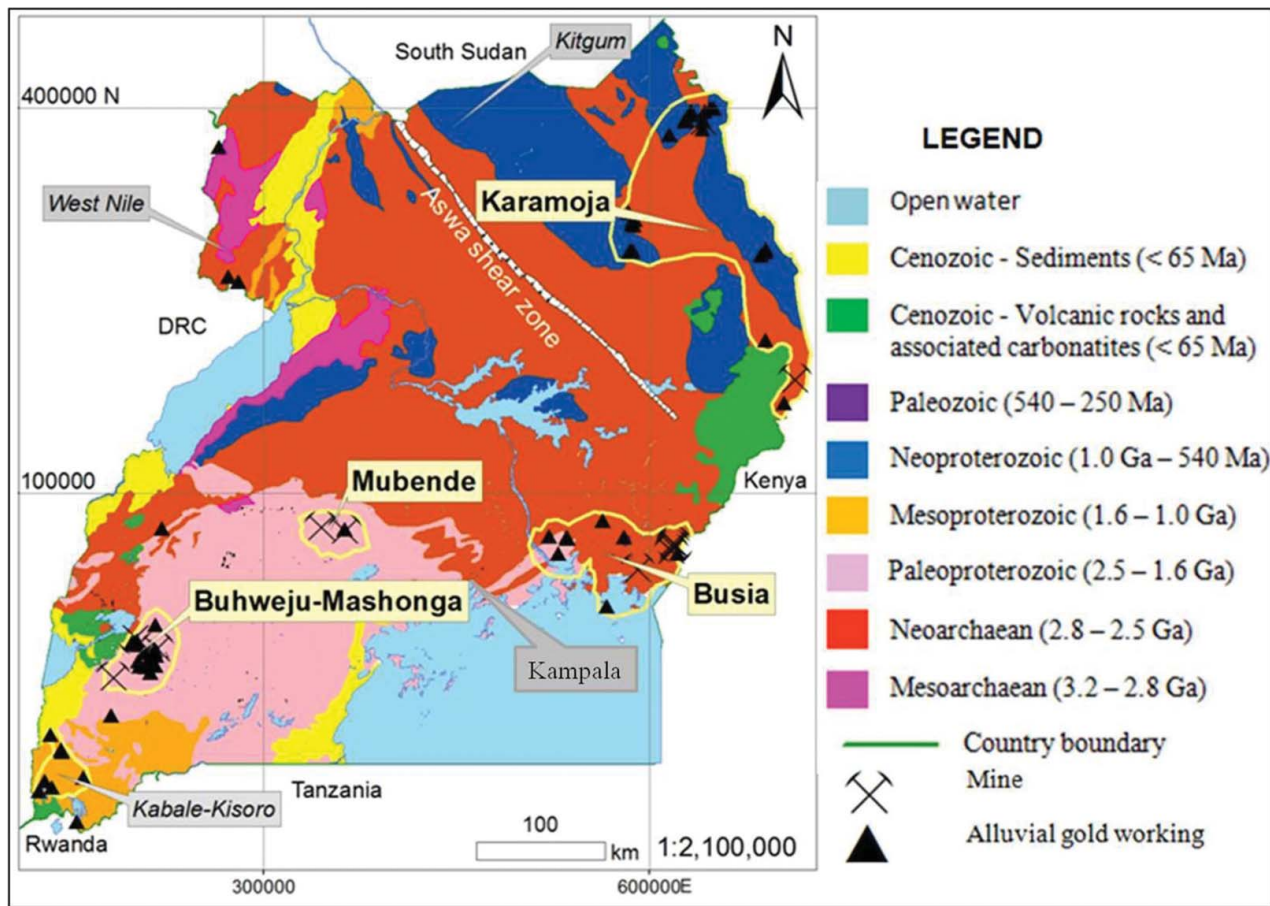 South Sudan
Kitgum
N
400000 N
LEGEND
Karamoja
West Nile
Aswa shear zone
DRC
Open water
Cenozoic - Sediments (< 65 Ma)
Cenozoic - Volcanic rocks and
associated carbonatites (< 65 Ma)
Paleozoic (540 – 250 Ma)
Neoproterozoic (1.0 Ga – 540 Ma)
Mesoproterozoic (1.6 – 1.0 Ga)
Paleoproterozoic (2.5 – 1.6 Ga)
Neoarchaean (2.8 – 2.5 Ga)
Mesoarchaean (3.2 – 2.8 Ga)
Country boundary
Mine
Alluvial gold working
100000
Mubende
Kenya
Buhweju-Mashonga
Busia
Kampala
Tanzania
Kabale-Kisoro
Rwanda
100
km
1:2,100,000
300000
600000E